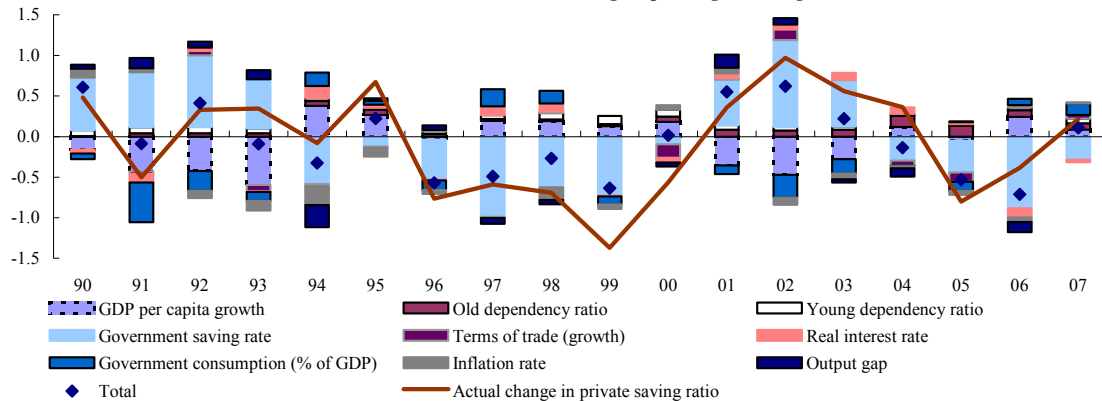 1.5
1.0
0.5
0.0
-0.5
-1.0
-1.5
90 91 92 93 94 95 96 97 98 99 00 01 02 03 04 05 06 07
GDP per capita growth Old dependency ratio Young dependency ratio
Government saving rate Terms of trade (growth) Real interest rate
Government consumption (% of GDP) Inflation rate Output gap
Total Actual change in private saving ratio